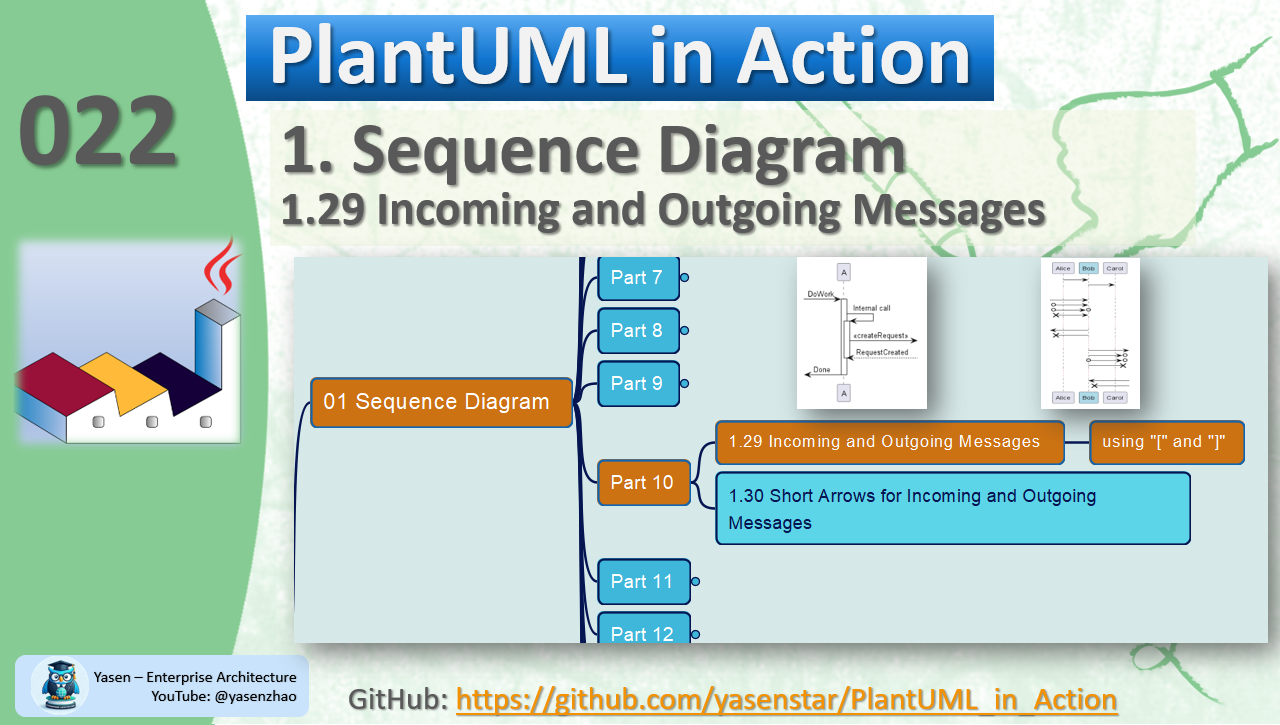 PlantUML in Action
022
1. Sequence Diagram
1.29 Incoming and Outgoing Messages
Part 7
Part 8
Part 9
01 Sequence Diagram
Part 10
1.29 Incoming and Outgoing Messages
using "[" and "]"
1.30 Short Arrows for Incoming and Outgoing
Messages
Part 11
Part 12
A
DoWork
Internal call
«createRequest»
RequestCreated
Done
A
Alice Bob Carol
Alice Bob Carol
Yasen – Enterprise Architecture
YouTube: @yasenzhao
GitHub: https://github.com/yasenstar/PlantUML_in_Action